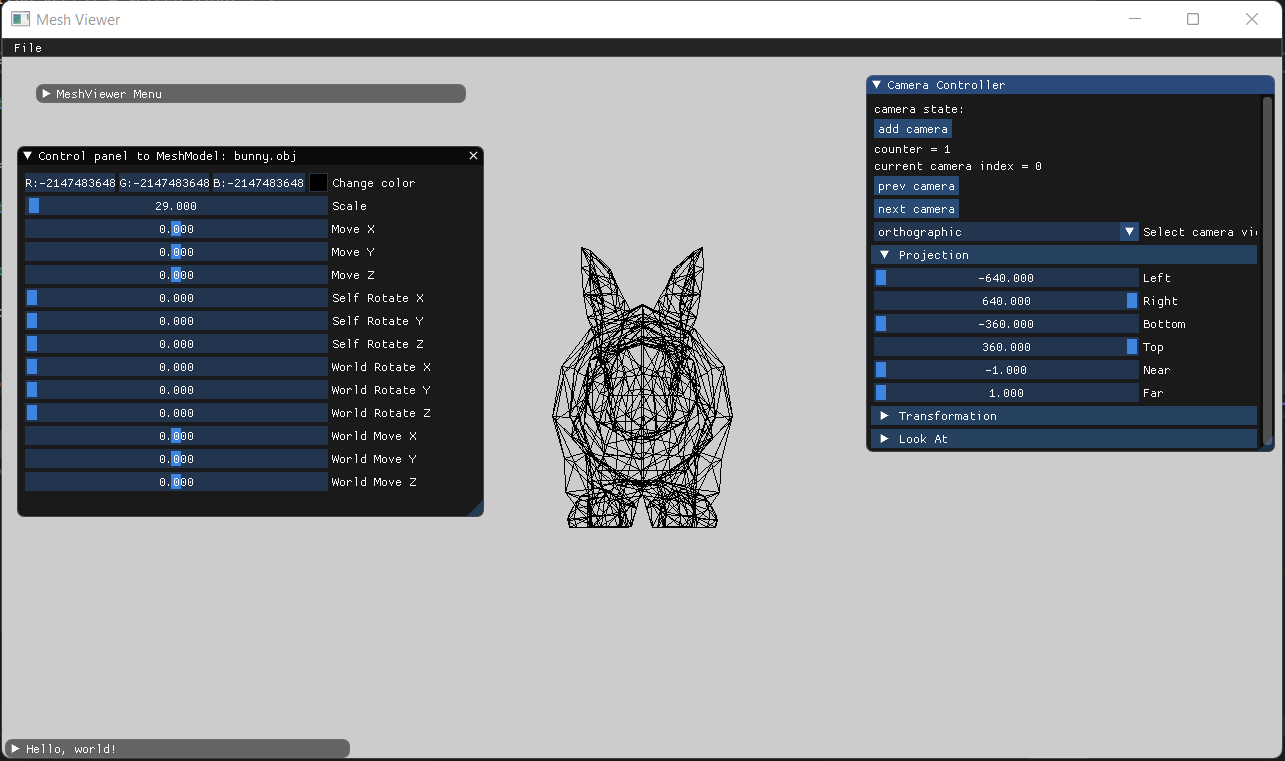 Mesh Viewer
File
MeshViewer Menu
Control panel to MeshModel: bunny.obj
R:-2147483648 G:-2147483648 B:-2147483648 Change color
29.000 Scale
0.000 Move X
0.000 Move Y
0.000 Move Z
0.000 Self Rotate X
0.000 Self Rotate Y
0.000 Self Rotate Z
0.000 World Rotate X
0.000 World Rotate Y
0.000 World Rotate Z
0.000 World Move X
0.000 World Move Y
0.000 World Move Z
Camera Controller
camera state:
add camera
counter = 1
current camera index = 0
prev camera
next camera
orthographic Select camera vi
Projection
-640.000 Left
640.000 Right
-360.000 Bottom
360.000 Top
-1.000 Near
1.000 Far
Transformation
Look At
Hello, world!